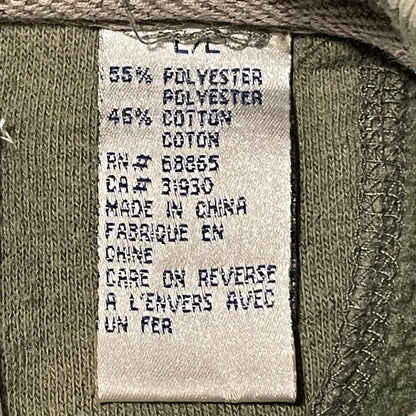 L/L
55% POLYESTER
POLYESTER
45% COTTON
COTON
RN# 68865
CA# 31930
MADE IN CHINA
FABRIQUE EN
CHINE
CARE ON REVERSE
A L'ENVERS AVEC
UN FER